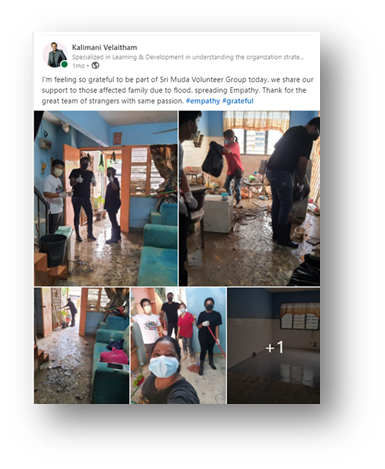 Kalimani Velaitham
Specialized in Learning & Development in understanding the organization strate...
1mo •
I'm feeling so grateful to be part of Sri Muda Volunteer Group today. we share our
support to those affected family due to flood. spreading Empathy. Thank for the
great team of strangers with same passion. #empathy #grateful
+1